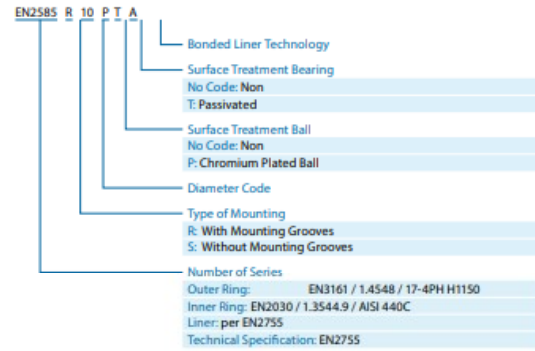 EN2585 R 10 P T A
Bonded Liner Technology
Surface Treatment Bearing
No Code: Non
T: Passivated
Surface Treatment Ball
No Code: Non
P: Chromium Plated Ball
Diameter Code
Type of Mounting
R: With Mounting Grooves
S: Without Mounting Grooves
Number of Series
Outer Ring: EN3161 / 1.4548 / 17-4PH H1150
Inner Ring: EN2030 / 1.3544.9 / AISI 440C
Liner: per EN2755
Technical Specification: EN2755